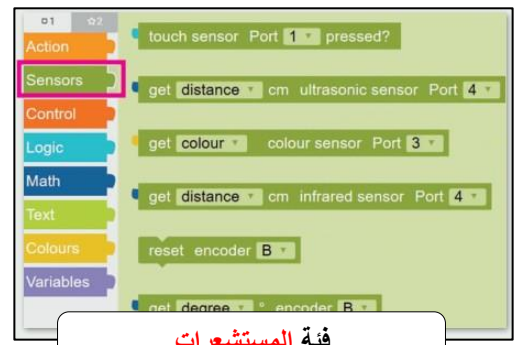 1 2
Action
Sensors
Control
Logic
Math
Text
Colours
Variables
touch sensor Port 1 pressed?
get distance cm ultrasonic sensor Port 4
get colour colour sensor Port 3
get distance cm infrared sensor Port 4
reset encoder B
get degree ° encoder B
فئة المستشعرات